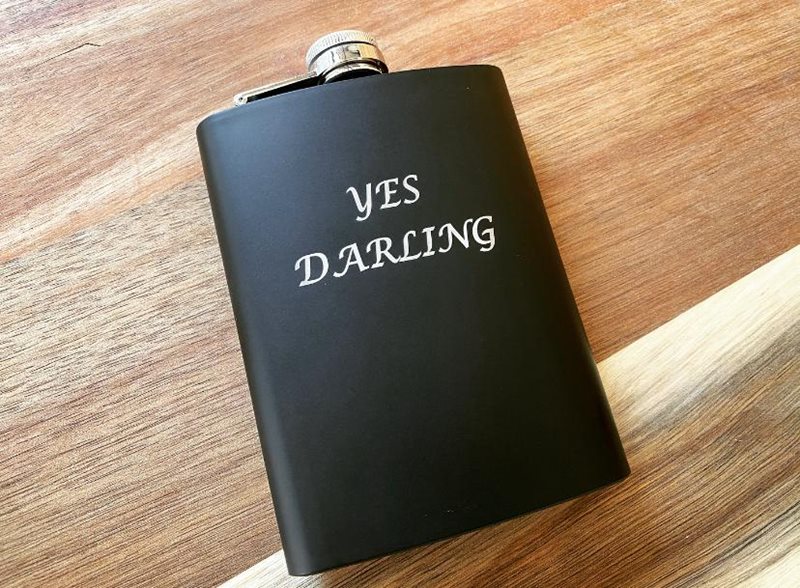 YES
DARLING